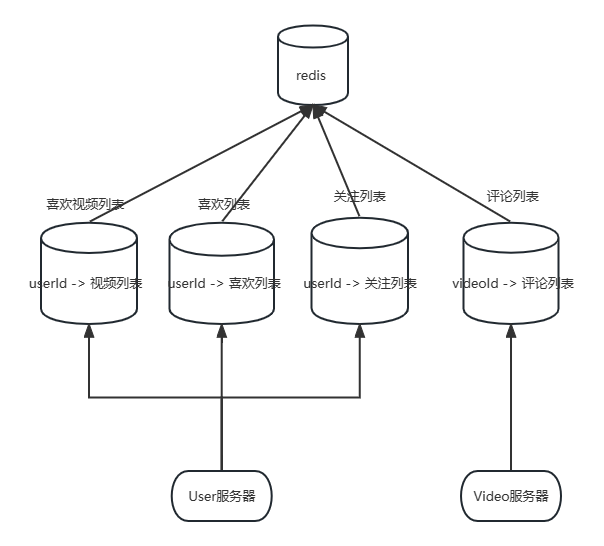 redis
喜欢视频列表
喜欢列表
关注列表
评论列表
userId -> 视频列表
userId -> 喜欢列表
userId -> 关注列表
videoId -> 评论列表
User服务器
Video服务器